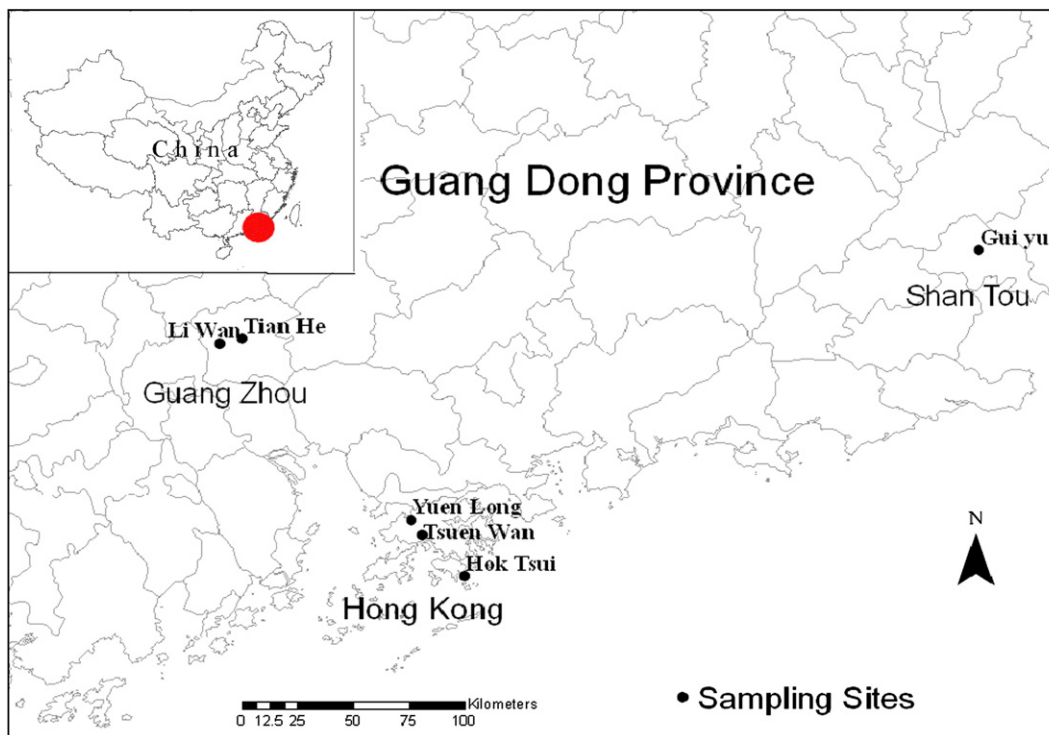 China
Guang Dong Province
Gui yu
Shan Tou
Li Wan Tian He
Guang Zhou
Yuen Long
Tsuen Wan
Hok Tsui
Hong Kong
N
Kilometers
0 12.5 25 50 75 100
Sampling Sites